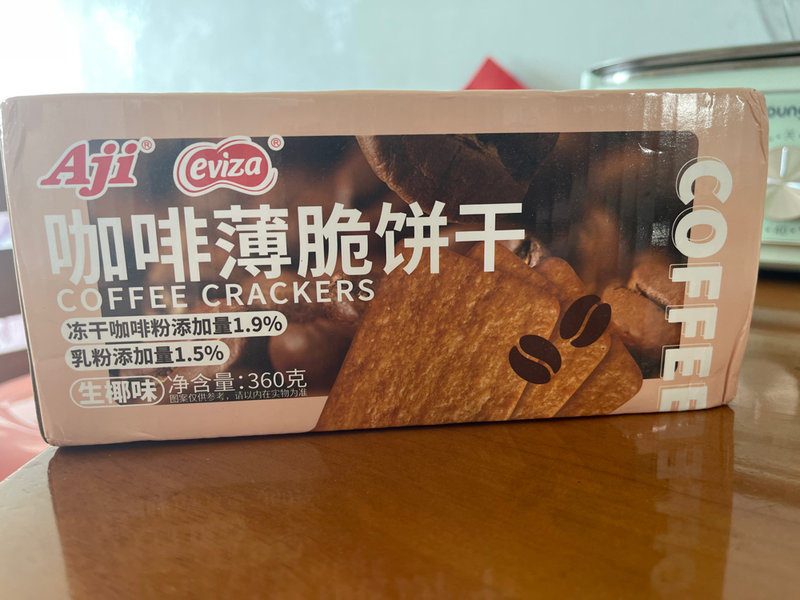 Aji®
eviza®
咖啡薄脆饼干
COFFEE CRACKERS
冻干咖啡粉添加量1.9%
乳粉添加量1.5%
生椰味 净含量:360克
图案仅供参考，请以内在实物为准
COFFEE